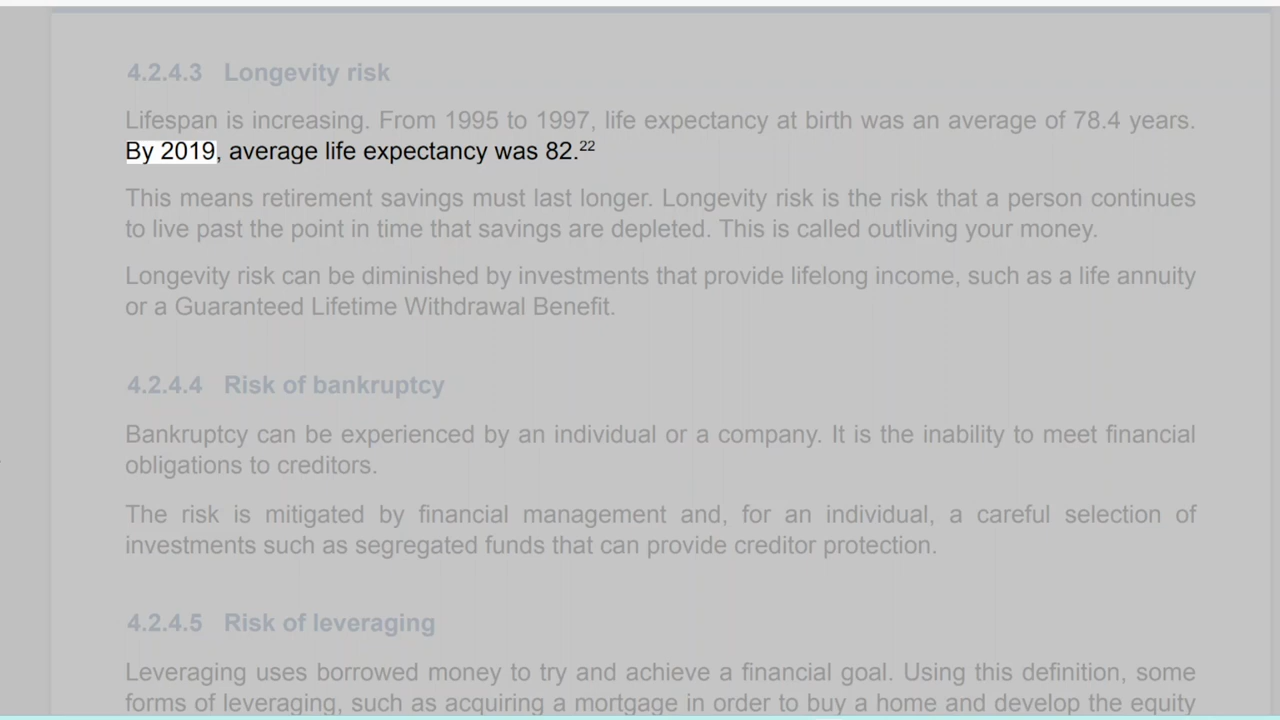 4.2.4.3 Longevity risk
Lifespan is increasing. From 1995 to 1997, life expectancy at birth was an average of 78.4 years.
By 2019, average life expectancy was 82.22
This means retirement savings must last longer. Longevity risk is the risk that a person continues
to live past the point in time that savings are depleted. This is called outliving your money.
Longevity risk can be diminished by investments that provide lifelong income, such as a life annuity
or a Guaranteed Lifetime Withdrawal Benefit.
4.2.4.4 Risk of bankruptcy
Bankruptcy can be experienced by an individual or a company. It is the inability to meet financial
obligations to creditors.
The risk is mitigated by financial management and, for an individual, a careful selection of
investments such as segregated funds that can provide creditor protection.
4.2.4.5 Risk of leveraging
Leveraging uses borrowed money to try and achieve a financial goal. Using this definition, some
forms of leveraging, such as acquiring a mortgage in order to buy a home and develop the equity